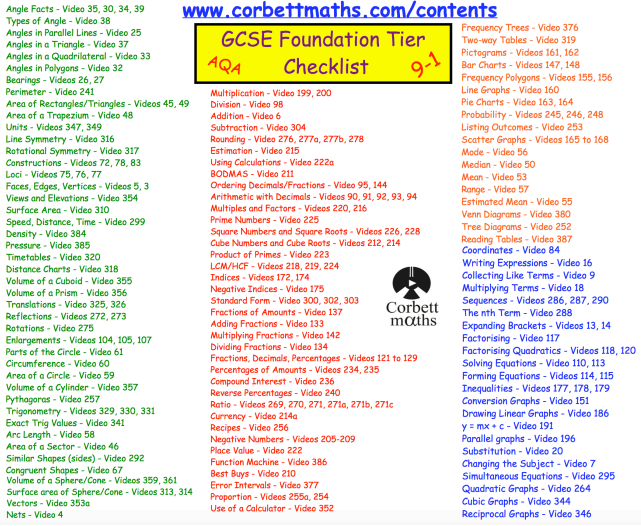 www.corbettmaths.com/contents
GCSE Foundation Tier
Checklist
AQA
9-1
Angle Facts - Video 35, 30, 34, 39
Types of Angle - Video 38
Angles in Parallel Lines - Video 25
Angles in a Triangle - Video 37
Angles in a Quadrilateral - Video 33
Angles in Polygons - Video 32
Bearings - Videos 26, 27
Perimeter - Video 241
Area of Rectangles/Triangles - Videos 45, 49
Area of a Trapezium - Video 48
Units - Videos 347, 349
Line Symmetry - Video 316
Rotational Symmetry - Video 317
Constructions - Videos 72, 78, 83
Loci - Videos 75, 76, 77
Faces, Edges, Vertices - Videos 5, 3
Views and Elevations - Video 354
Surface Area - Video 310
Speed, Distance, Time - Video 299
Density - Video 384
Pressure - Video 385
Timetables - Video 320
Distance Charts - Video 318
Volume of a Cuboid - Video 355
Volume of a Prism - Video 356
Translations - Video 325, 326
Reflections - Video 272, 273
Rotations - Video 275
Enlargements - Video 104, 105, 107
Parts of the Circle - Video 61
Circumference - Video 60
Area of a Circle - Video 59
Volume of a Cylinder - Video 357
Pythagoras - Video 257
Trigonometry - Videos 329, 330, 331
Exact Trig Values - Video 341
Arc Length - Video 58
Area of a Sector - Video 46
Similar Shapes (sides) - Video 292
Congruent Shapes - Video 67
Volume of a Sphere/Cone - Video 359, 361
Surface area of Sphere/Cone - Videos 313, 314
Vectors - Video 353a
Nets - Video 4
Multiplication - Video 199, 200
Division - Video 98
Addition - Video 6
Subtraction - Video 304
Rounding - Video 276, 277a, 277b, 278
Estimation - Video 215
Using Calculations - Video 222a
BODMAS - Video 211
Ordering Decimals/Fractions - Video 95, 144
Arithmetic with Decimals - Video 90, 91, 92, 93, 94
Multiples and Factors - Videos 220, 216
Prime Numbers - Video 225
Square Numbers and Square Roots - Videos 226, 228
Cube Numbers and Cube Roots - Videos 212, 214
Product of Primes - Video 223
LCM/HCF - Videos 218, 219, 224
Indices - Videos 172, 174
Negative Indices - Video 175
Standard Form - Video 300, 302, 303
Fractions of Amounts - Video 137
Adding Fractions - Video 133
Multiplying Fractions - Video 142
Dividing Fractions - Video 134
Fractions, Decimals, Percentages - Videos 121 to 129
Percentages of Amounts - Video 234, 235
Compound Interest - Video 236
Reverse Percentages - Video 240
Ratio - Videos 269, 270, 271, 271a, 271b, 271c
Currency - Video 214a
Recipes - Video 256
Negative Numbers - Videos 205-209
Place Value - Video 222
Function Machine - Video 386
Best Buys - Video 210
Error Intervals - Video 377
Proportion - Videos 255a, 254
Use of a Calculator - Video 352
Corbett
maths
Frequency Trees - Video 376
Two-way Tables - Video 319
Pictograms - Videos 161, 162
Bar Charts - Videos 147, 148
Frequency Polygons - Videos 155, 156
Line Graphs - Video 160
Pie Charts - Video 163, 164
Probability - Videos 245, 246, 248
Listing Outcomes - Video 253
Scatter Graphs - Videos 165 to 168
Mode - Video 56
Median - Video 50
Mean - Video 53
Range - Video 57
Estimated Mean - Video 55
Venn Diagrams - Video 380
Tree Diagrams - Video 252
Reading Tables - Video 387
Coordinates - Video 84
Writing Expressions - Video 16
Collecting Like Terms - Video 9
Multiplying Terms - Video 18
Sequences - Videos 286, 287, 290
The nth Term - Video 288
Expanding Brackets - Video 13, 14
Factorising - Video 117
Factorising Quadratics - Videos 118, 120
Solving Equations - Video 110, 113
Forming Equations - Video 114, 115
Inequalities - Video 177, 178, 179
Conversion Graphs - Video 151
Drawing Linear Graphs - Video 186
y = mx + c - Video 191
Parallel graphs - Video 196
Substitution - Video 20
Changing the Subject - Video 7
Simultaneous Equations - Video 295
Quadratic Graphs - Video 264
Cubic Graphs - Video 344
Reciprocal Graphs - Video 346